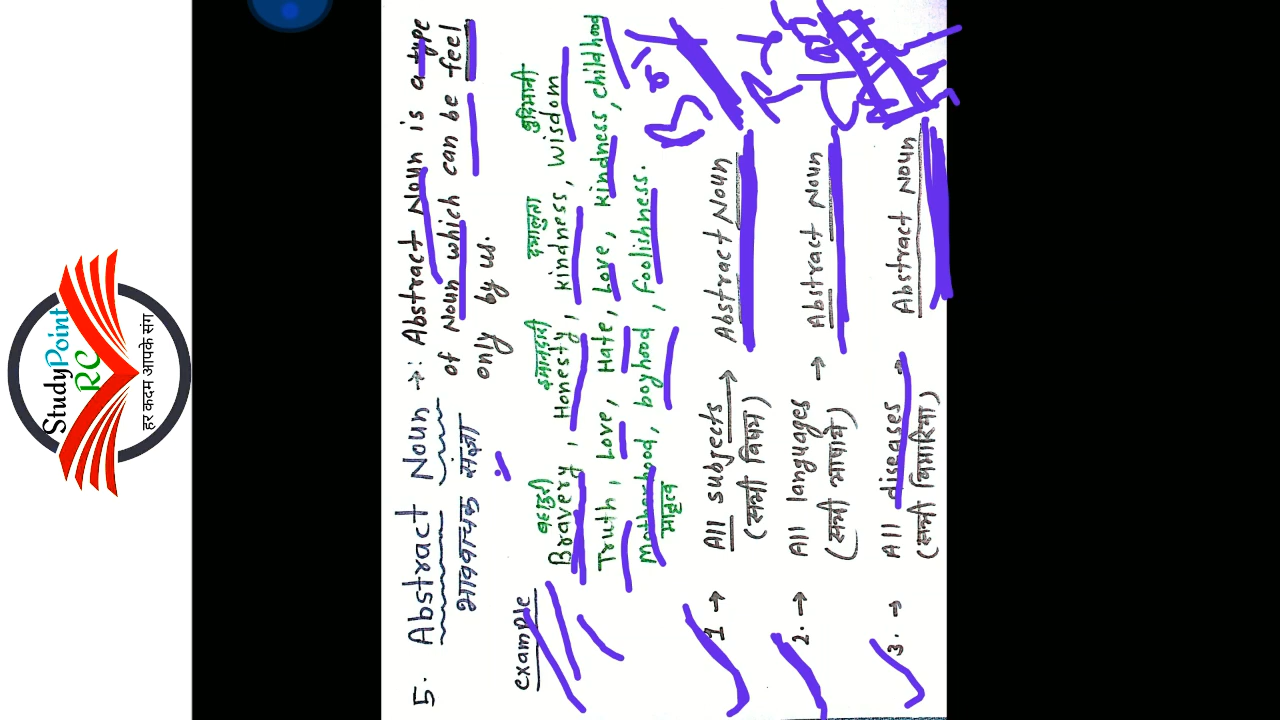 StudyPoint
RC
हर कदम आपके संग
5. Abstract Noun →: Abstract Noun is a type
भाववाचक संज्ञा of Noun which can be feel
only by us.
example
बहादुरी ईमानदारी दयालुता बुद्धिमानी
Bravery, Honesty, kindness, wisdom
Truth, Love, Hate, Love, kindness, childhood
Motherhood, boyhood, foolishness.
मातृत्व
1 → All subjects → Abstract Noun
(सभी विषय)
2. → All languages → Abstract Noun
(सभी भाषाएं)
3. → All diseases → Abstract Noun
(सभी बिमारियां)